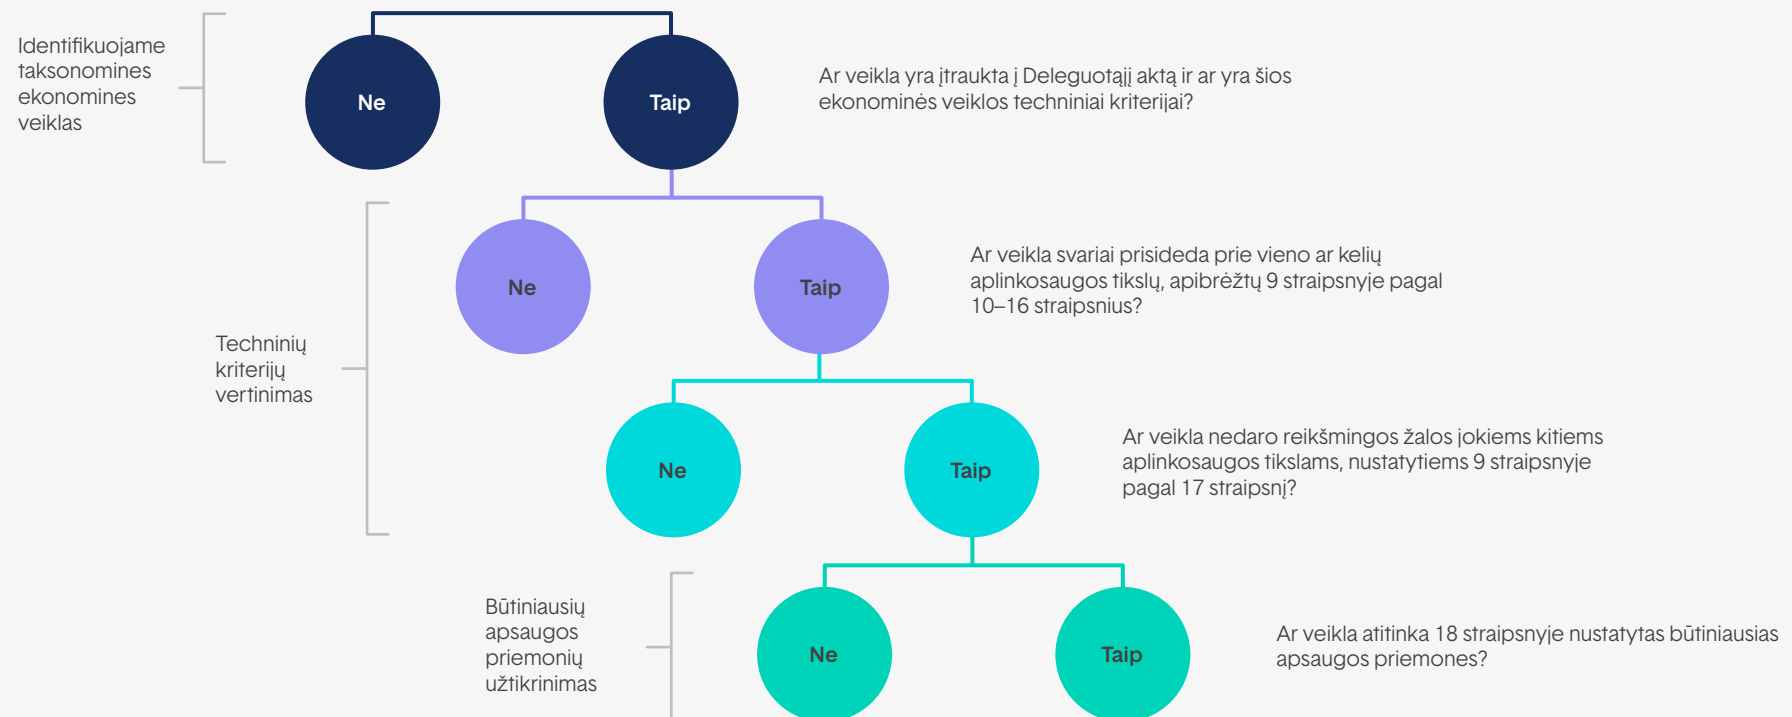 Identifikuojame
taksonomines
ekonomines
veiklas
Ne
Taip
Ar veikla yra įtraukta į Deleguotąjį aktą ir ar yra šios
ekonominės veiklos techniniai kriterijai?
Techninių
kriterijų
vertinimas
Ne
Taip
Ar veikla svariai prisideda prie vieno ar kelių
aplinkosaugos tikslų, apibrėžtų 9 straipsnyje pagal
10–16 straipsnius?
Ne
Taip
Ar veikla nedaro reikšmingos žalos jokiems kitiems
aplinkosaugos tikslams, nustatytiems 9 straipsnyje
pagal 17 straipsnį?
Būtiniausių
apsaugos
priemonių
užtikrinimas
Ne
Taip
Ar veikla atitinka 18 straipsnyje nustatytas būtiniausias
apsaugos priemones?